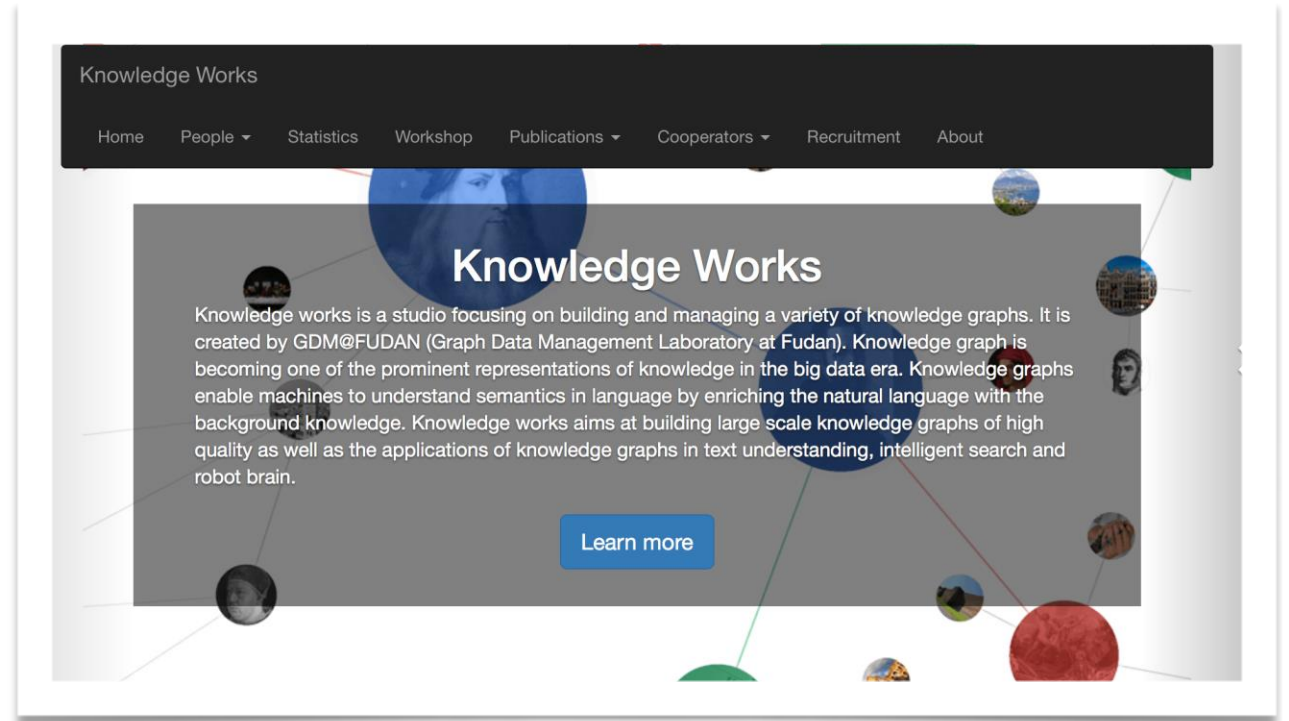 Knowledge Works
Home People Statistics Workshop Publications Cooperators Recruitment About
Knowledge Works
Knowledge works is a studio focusing on building and managing a variety of knowledge graphs. It is
created by GDM@FUDAN (Graph Data Management Laboratory at Fudan). Knowledge graph is
becoming one of the prominent representations of knowledge in the big data era. Knowledge graphs
enable machines to understand semantics in language by enriching the natural language with the
background knowledge. Knowledge works aims at building large scale knowledge graphs of high
quality as well as the applications of knowledge graphs in text understanding, intelligent search and
robot brain.
Learn more